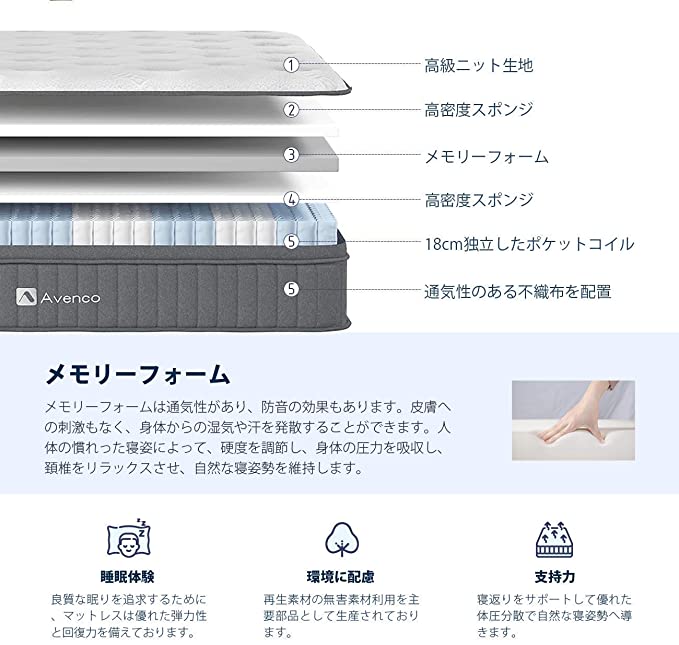 ① 高級ニット生地
② 高密度スポンジ
③ メモリーフォーム
④ 高密度スポンジ
⑤ 18cm独立したポケットコイル
⑤ 通気性のある不織布を配置
Avenco
メモリーフォーム
メモリーフォームは通気性があり、防音の効果もあります。皮膚へ
の刺激もなく、身体からの湿気や汗を発散することができます。人
体の慣れった寝姿によって、硬度を調節し、身体の圧力を吸収し、
頚椎をリラックスさせ、自然な寝姿勢を維持します。
zzz
睡眠体験
良質な眠りを追求するために
、マットレスは優れた弾力性
と回復力を備えております。
環境に配慮
再生素材の無害素材利用を主
要部品として生産されており
ます。
支持力
寝返りをサポートして優れた
体圧分散で自然な寝姿勢へ導
きます。